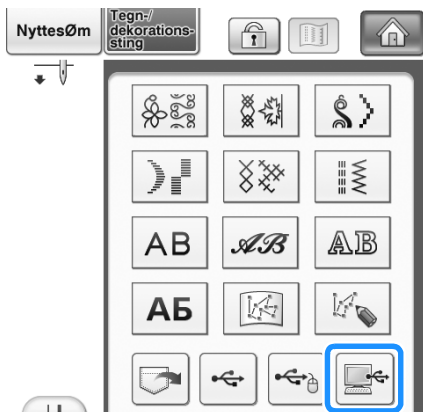 NyttesØm
Tegn-/
dekorations-
sting
AB
AB
AB
АБ